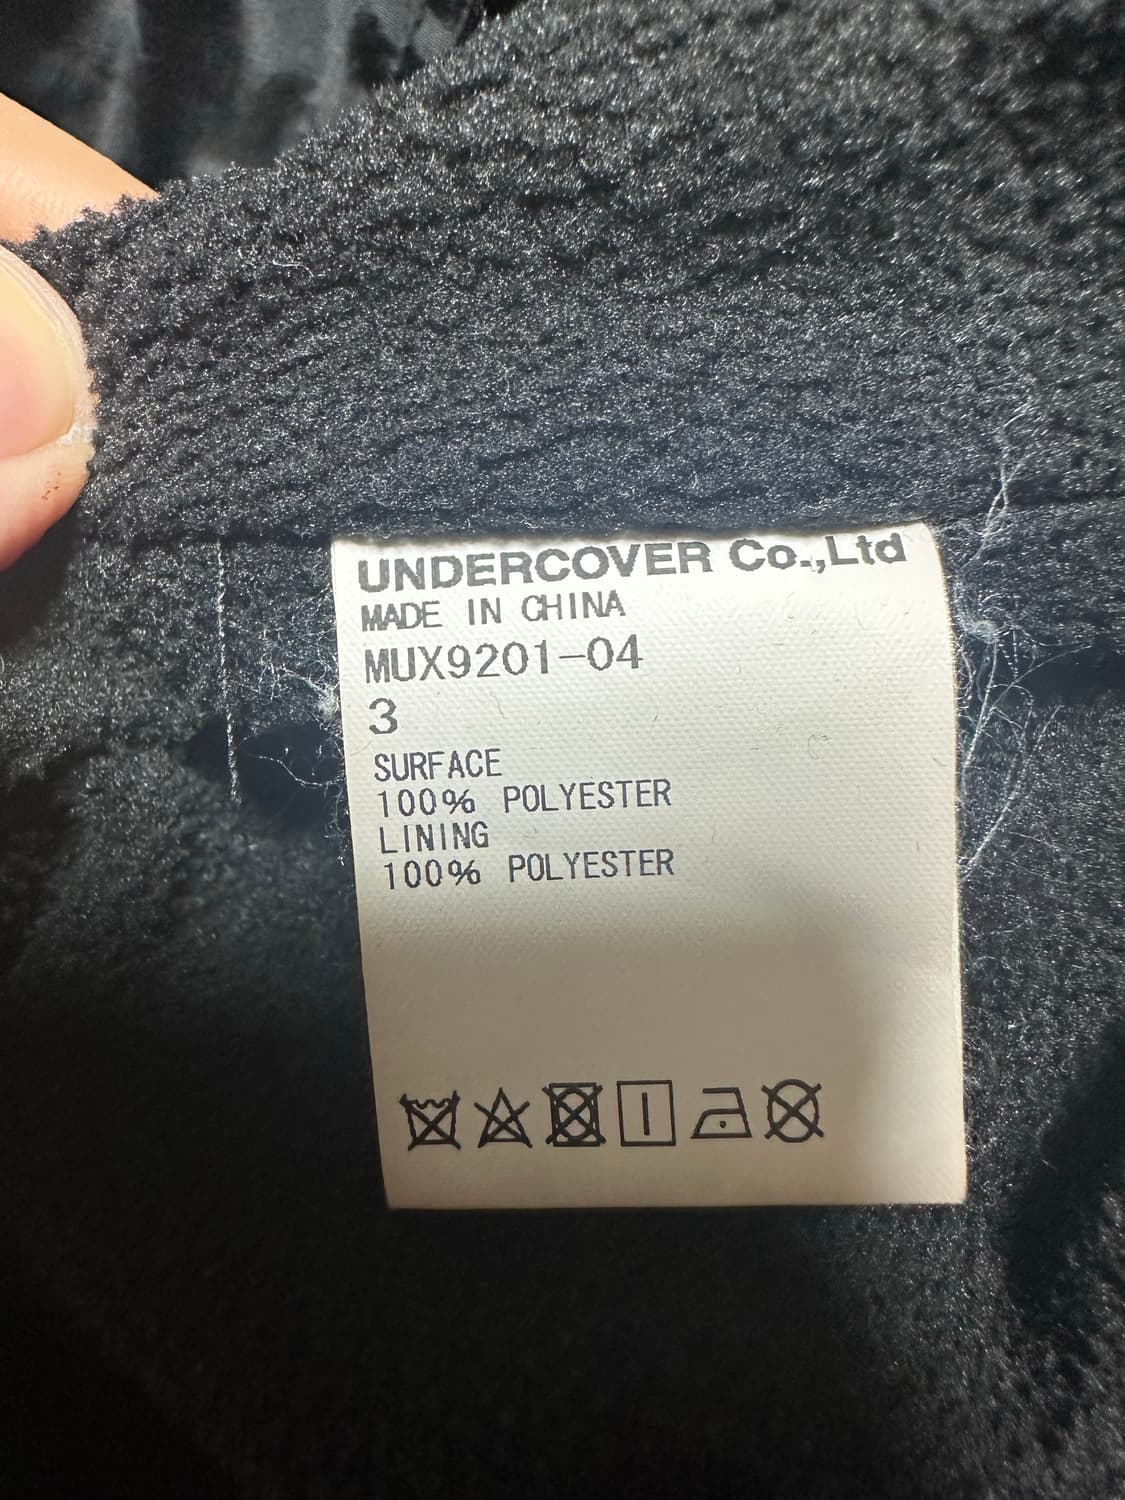 UNDERCOVER Co.,Ltd
MADE IN CHINA
MUX9201-04
3
SURFACE
100% POLYESTER
LINING
100% POLYESTER